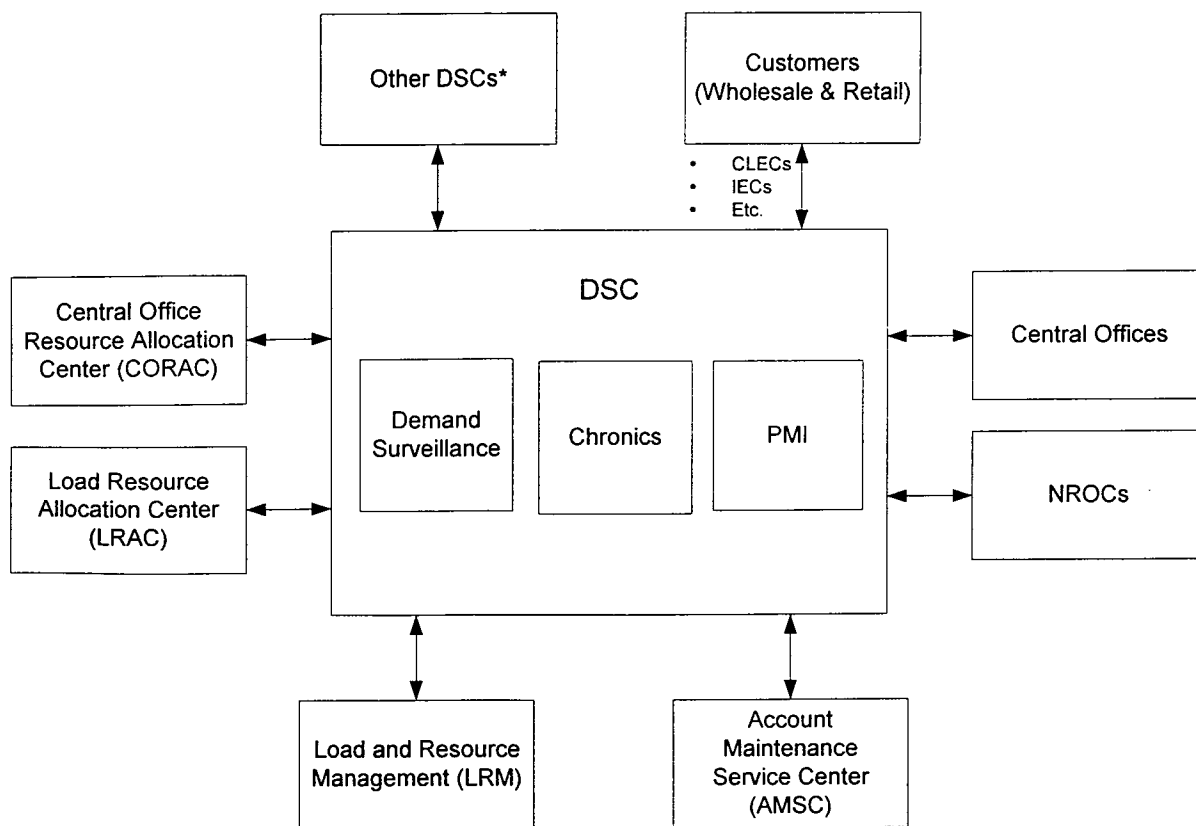 Other DSCs*
Customers
(Wholesale & Retail)
• CLECs
• IECs
• Etc.
DSC
Central Office
Resource Allocation
Center (CORAC)
Central Offices
Demand
Surveillance
Chronics
PMI
Load Resource
Allocation Center
(LRAC)
NROCs
Load and Resource
Management (LRM)
Account
Maintenance
Service Center
(AMSC)